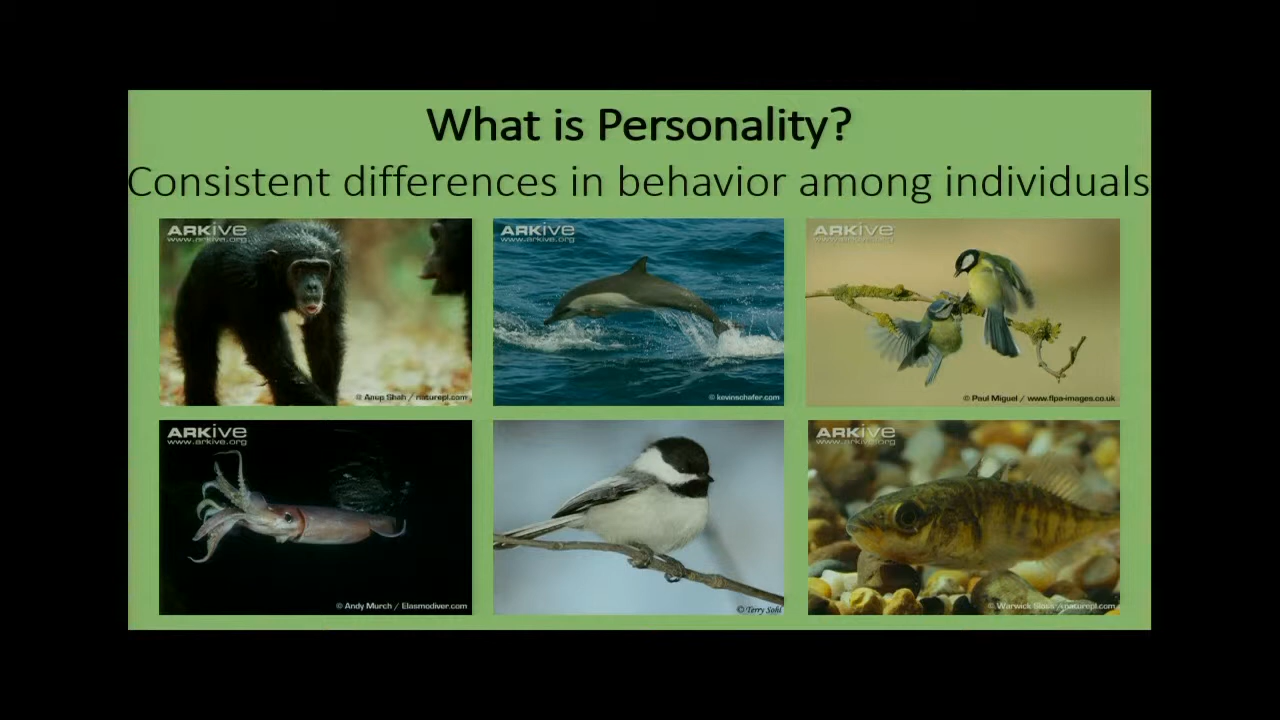 What is Personality?
Consistent differences in behavior among individuals
ARKive
www.arkive.org
© Anup Shah / naturepl.com
ARKive
www.arkive.org
© kevinschafer.com
ARKive
www.arkive.org
© Paul Miguel / www.flpa-images.co.uk
ARKive
www.arkive.org
© Andy Murch / Elasmodiver.com
© Terry Sohl
ARKive
www.arkive.org
© Warwick Sloss / naturepl.com